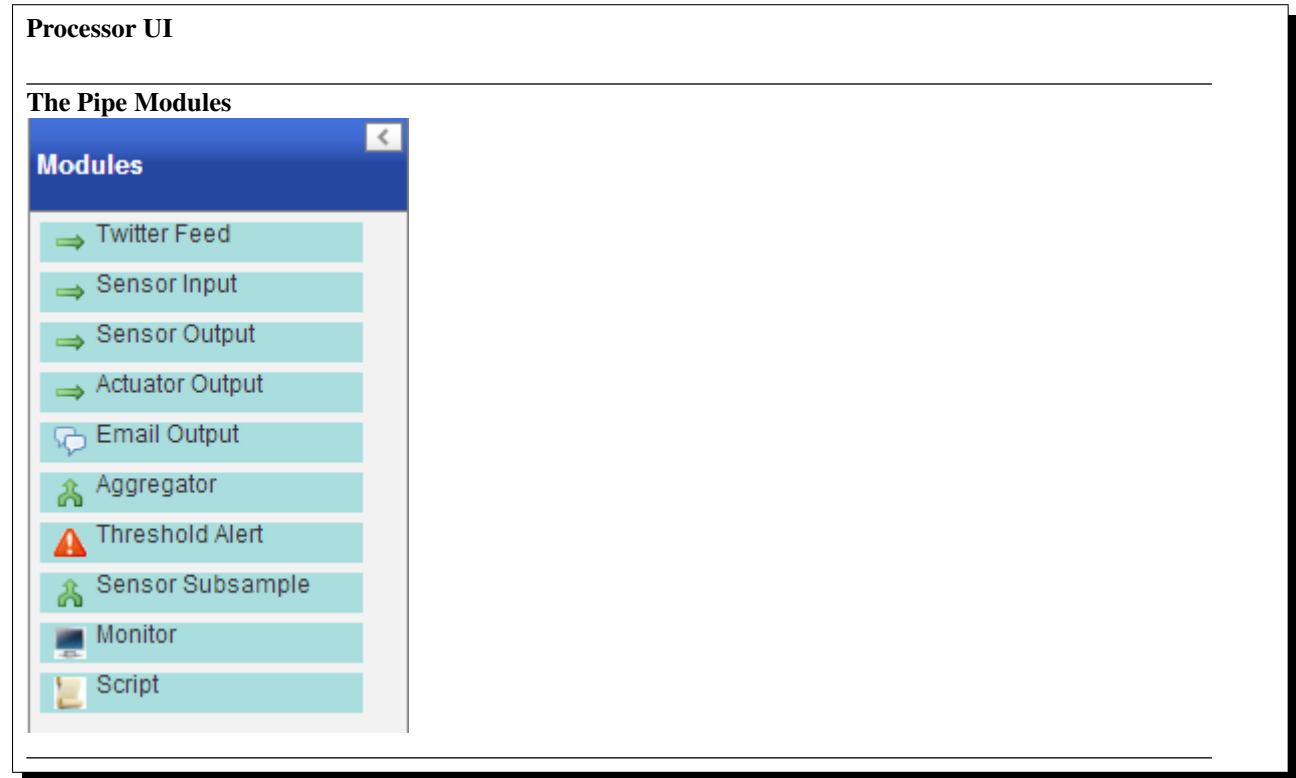 Processor UI
The Pipe Modules
Modules
Twitter Feed
Sensor Input
Sensor Output
Actuator Output
Email Output
Aggregator
Threshold Alert
Sensor Subsample
Monitor
Script